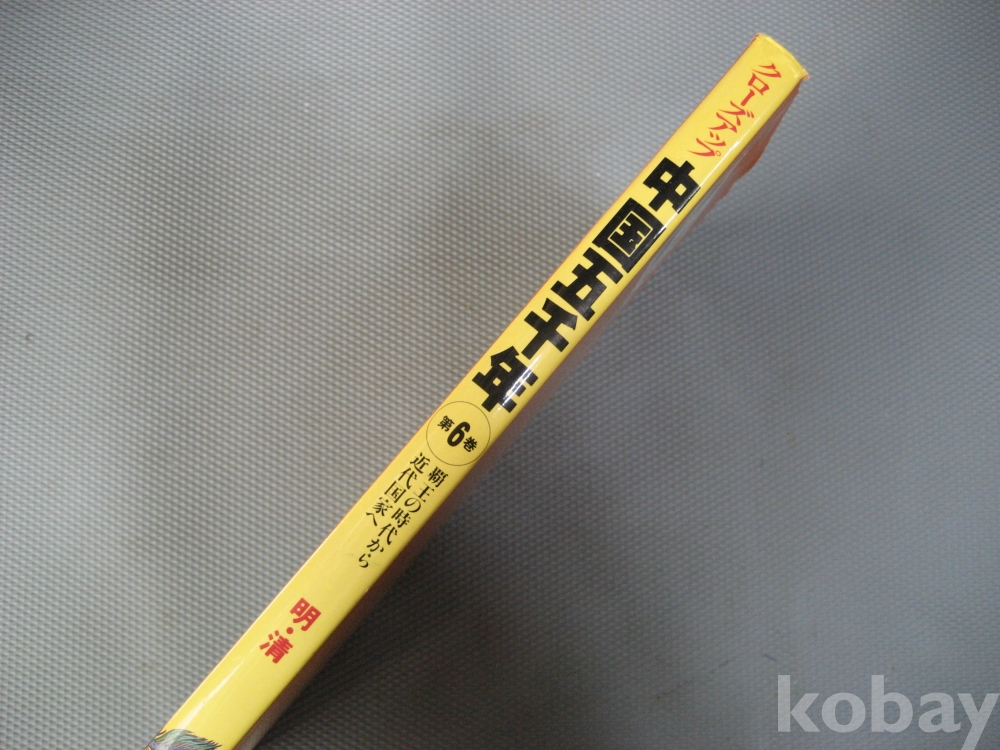 クローズアップ
中国五千年
第6巻
覇王の時代から
近代国家へ
明・清
kobay